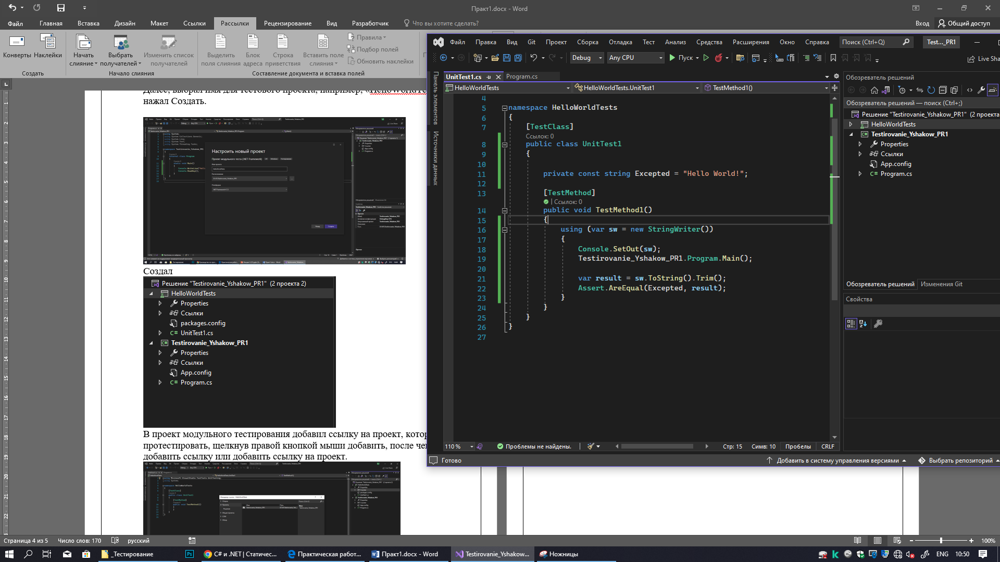 Практ1.docx - Word
Файл Главная Вставка Дизайн Макет Ссылки Рассылки Рецензирование Вид Разработчик Что вы хотите сделать? Вход Общий доступ
Конверты Наклейки
Начать слияние
Выбрать получателей
Изменить список получателей
Выделить поля слияния
Блок адреса
Строка приветствия
Вставить поле слияния
Правила
Подбор полей
Обновить наклейки
Создать Начало слияния Составление документа и вставка полей
нажал Создать.
Настроить новый проект
Создал
Решение "Testirovanie_Yshakow_PR1" (2 проекта 2)
HelloWorldTests
Properties
Ссылки
packages.config
UnitTest1.cs
Testirovanie_Yshakow_PR1
Properties
Ссылки
App.config
Program.cs
В проект модульного тестирования добавил ссылку на проект,
протестировать, щелкнув правой кнопкой мыши добавить, после
добавить ссылку или добавить ссылку на проект.
Страница 4 из 5 Число слов: 170 русский 100%
Файл Правка Вид Git Проект Сборка Отладка Тест Анализ Средства Расширения Окно Справка Поиск (Ctrl+Q) Test..._PR1
Debug Any CPU Пуск Live Sha
Панель элементов
Источники данных
UnitTest1.cs Program.cs
HelloWorldTests HelloWorldTests.UnitTest1 TestMethod1()
4
5 namespace HelloWorldTests
6 {
7 [TestClass]
Ссылок: 0
8 public class UnitTest1
9 {
10
11 private const string Excepted = "Hello World!";
12
13 [TestMethod]
| Ссылок: 0
14 public void TestMethod1()
15 {
16 using (var sw = new StringWriter())
17 {
18 Console.SetOut(sw);
19 Testirovanie_Yshakow_PR1.Program.Main();
20
21 var result = sw.ToString().Trim();
22 Assert.AreEqual(Excepted, result);
23 }
24 }
25 }
26 }
27
110 % Проблемы не найдены. Стр: 15 Симв: 10 Пробелы CRLF
Готово Добавить в систему управления версиями Выбрать репозиторий
Обозреватель решений
Обозреватель решений — поиск (Ctrl+;)
Решение "Testirovanie_Yshakow_PR1" (2 проекта
HelloWorldTests
Testirovanie_Yshakow_PR1
Properties
Ссылки
App.config
Program.cs
Обозреватель решений Изменения Git
Свойства
_Тестирование
C# и .NET | Статичес...
Практическая работ...
Практ1.docx - Word
Testirovanie_Yshakow...
Ножницы
ENG 10:50